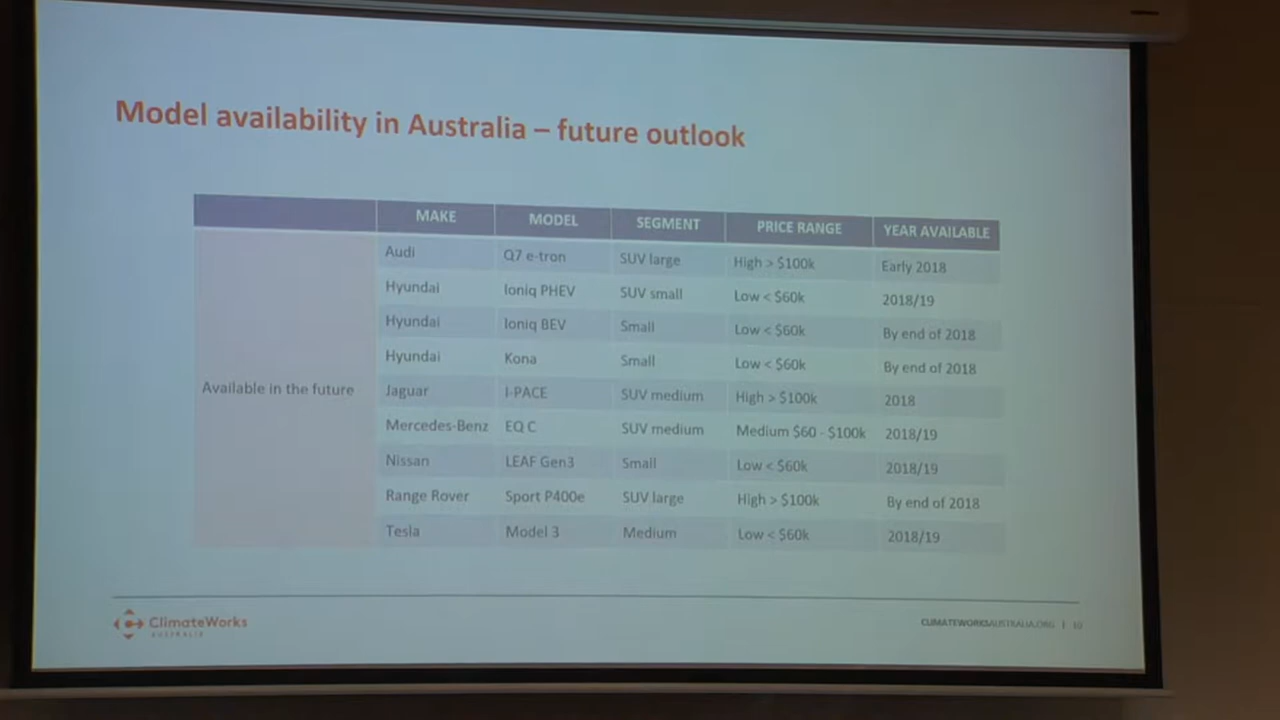 Model availability in Australia – future outlook
MAKE MODEL SEGMENT PRICE RANGE YEAR AVAILABLE
Audi Q7 e-tron SUV large High > $100k Early 2018
Hyundai Ioniq PHEV SUV small Low < $60k 2018/19
Hyundai Ioniq BEV Small Low < $60k By end of 2018
Hyundai Kona Small Low < $60k By end of 2018
Available in the future
Jaguar I-PACE SUV medium High > $100k 2018
Mercedes-Benz EQ C SUV medium Medium $60 - $100k 2018/19
Nissan LEAF Gen3 Small Low < $60k 2018/19
Range Rover Sport P400e SUV large High > $100k By end of 2018
Tesla Model 3 Medium Low < $60k 2018/19
ClimateWorks
AUSTRALIA
CLIMATEWORKSAUSTRALIA.ORG | 10